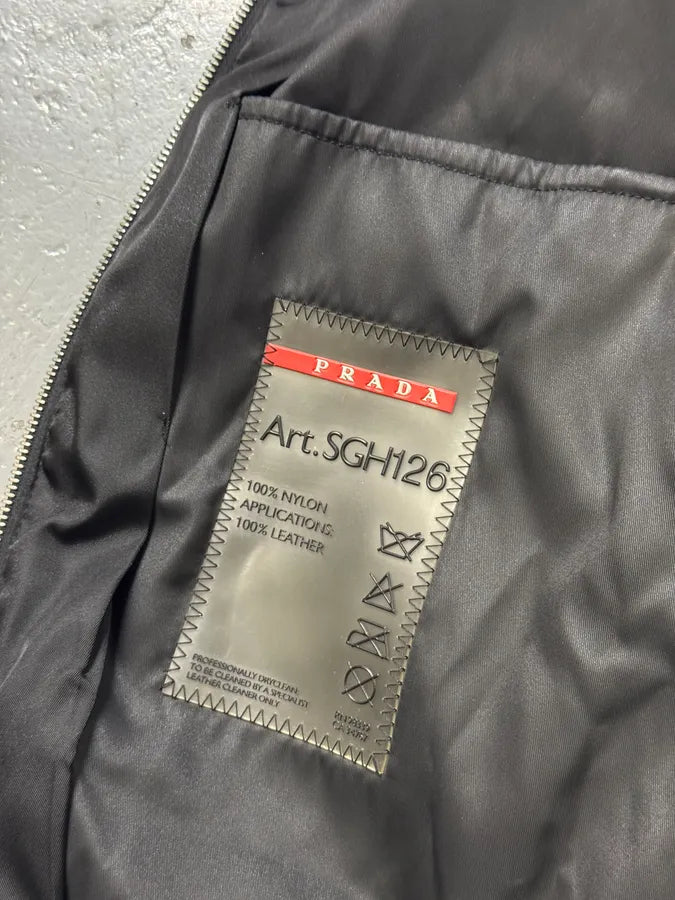 PRADA
Art.SGH126
100% NYLON
APPLICATIONS:
100% LEATHER
PROFESSIONALLY DRYCLEAN.
TO BE CLEANED BY A SPECIALIST
LEATHER CLEANER ONLY